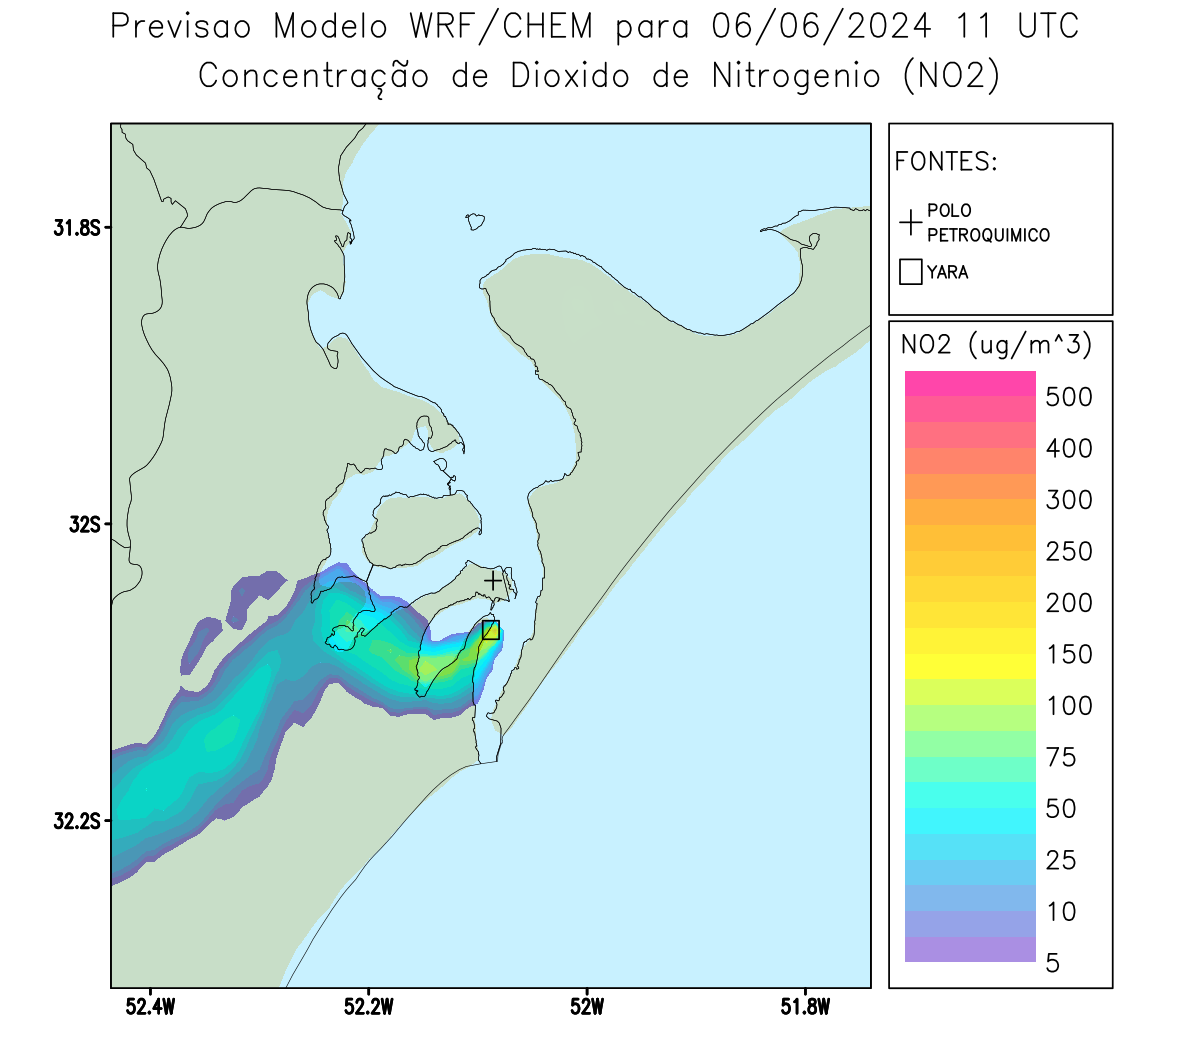 Previsao Modelo WRF/CHEM para 06/06/2024 11 UTC
Concentração de Dioxido de Nitrogenio (NO2)
FONTES:
POLO
PETROQUIMICO
YARA
NO2 (ug/m^3)
500
400
300
250
200
150
100
75
50
25
10
5
31.8S
32S
32.2S
52.4W
52.2W
52W
51.8W